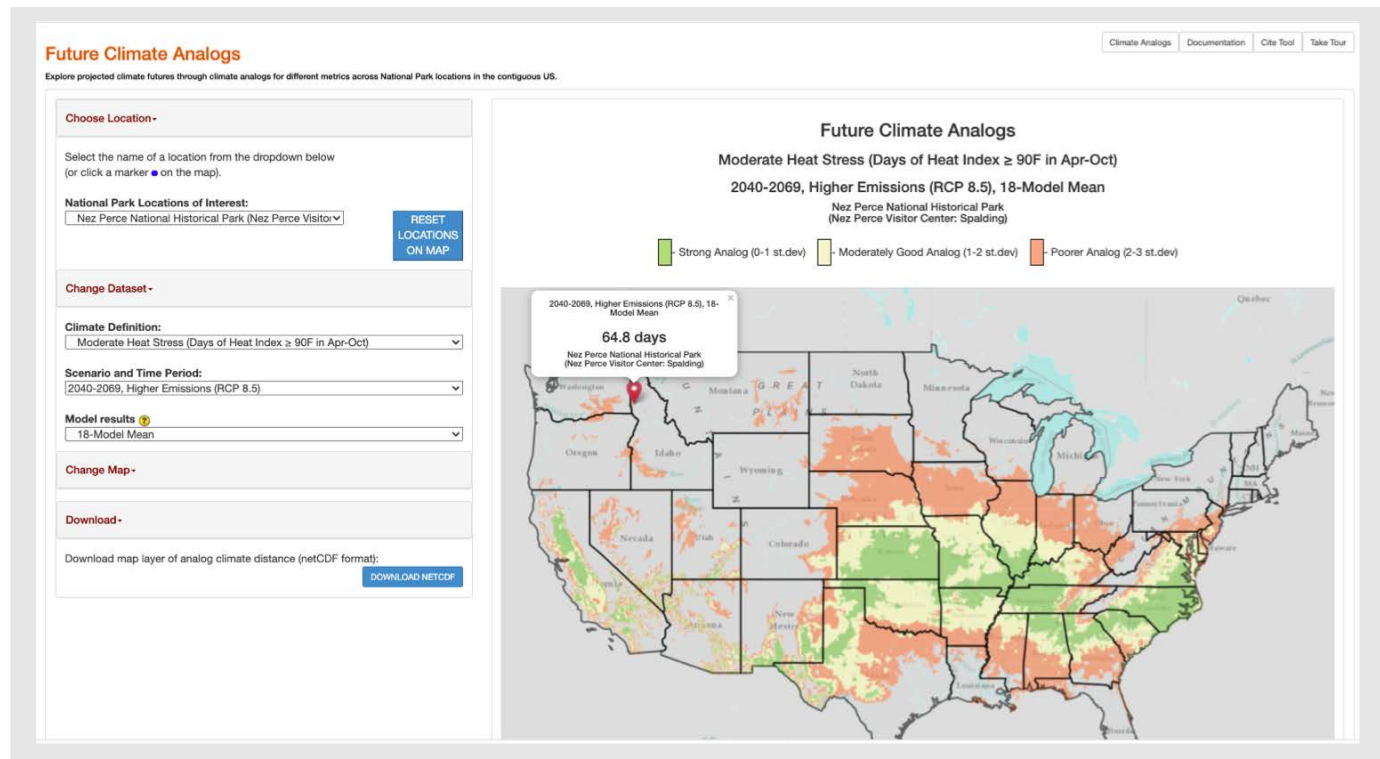 Future Climate Analogs
Climate Analogs
Documentation
Cite Tool
Take Tour
Explore projected climate futures through climate analogs for different metrics across National Park locations in the contiguous US.
Choose Location
Select the name of a location from the dropdown below
(or click a marker on the map).
National Park Locations of Interest:
Nez Perce National Historical Park (Nez Perce Visitor
RESET
LOCATIONS
ON MAP
Change Dataset
Climate Definition:
Moderate Heat Stress (Days of Heat Index ≥ 90F in Apr-Oct)
Scenario and Time Period:
2040-2069, Higher Emissions (RCP 8.5)
Model results ?
18-Model Mean
Change Map
Download
Download map layer of analog climate distance (netCDF format):
DOWNLOAD NETCDF
Future Climate Analogs
Moderate Heat Stress (Days of Heat Index ≥ 90F in Apr-Oct)
2040-2069, Higher Emissions (RCP 8.5), 18-Model Mean
Nez Perce National Historical Park
(Nez Perce Visitor Center: Spalding)
- Strong Analog (0-1 st.dev)
- Moderately Good Analog (1-2 st.dev)
- Poorer Analog (2-3 st.dev)
2040-2069, Higher Emissions (RCP 8.5), 18-
Model Mean
×
64.8 days
Nez Perce National Historical Park
(Nez Perce Visitor Center: Spalding)
Quebec
Washington
Montana
GREAT
PLAINS
North
Dakota
Minnesota
Oregon
Idaho
Wyoming
Wisconsin
Michi
New York
NH
MA
Maine
Iowa
Nevada
Utah
Colorado
Arizona
New
Mexico
Louisiana